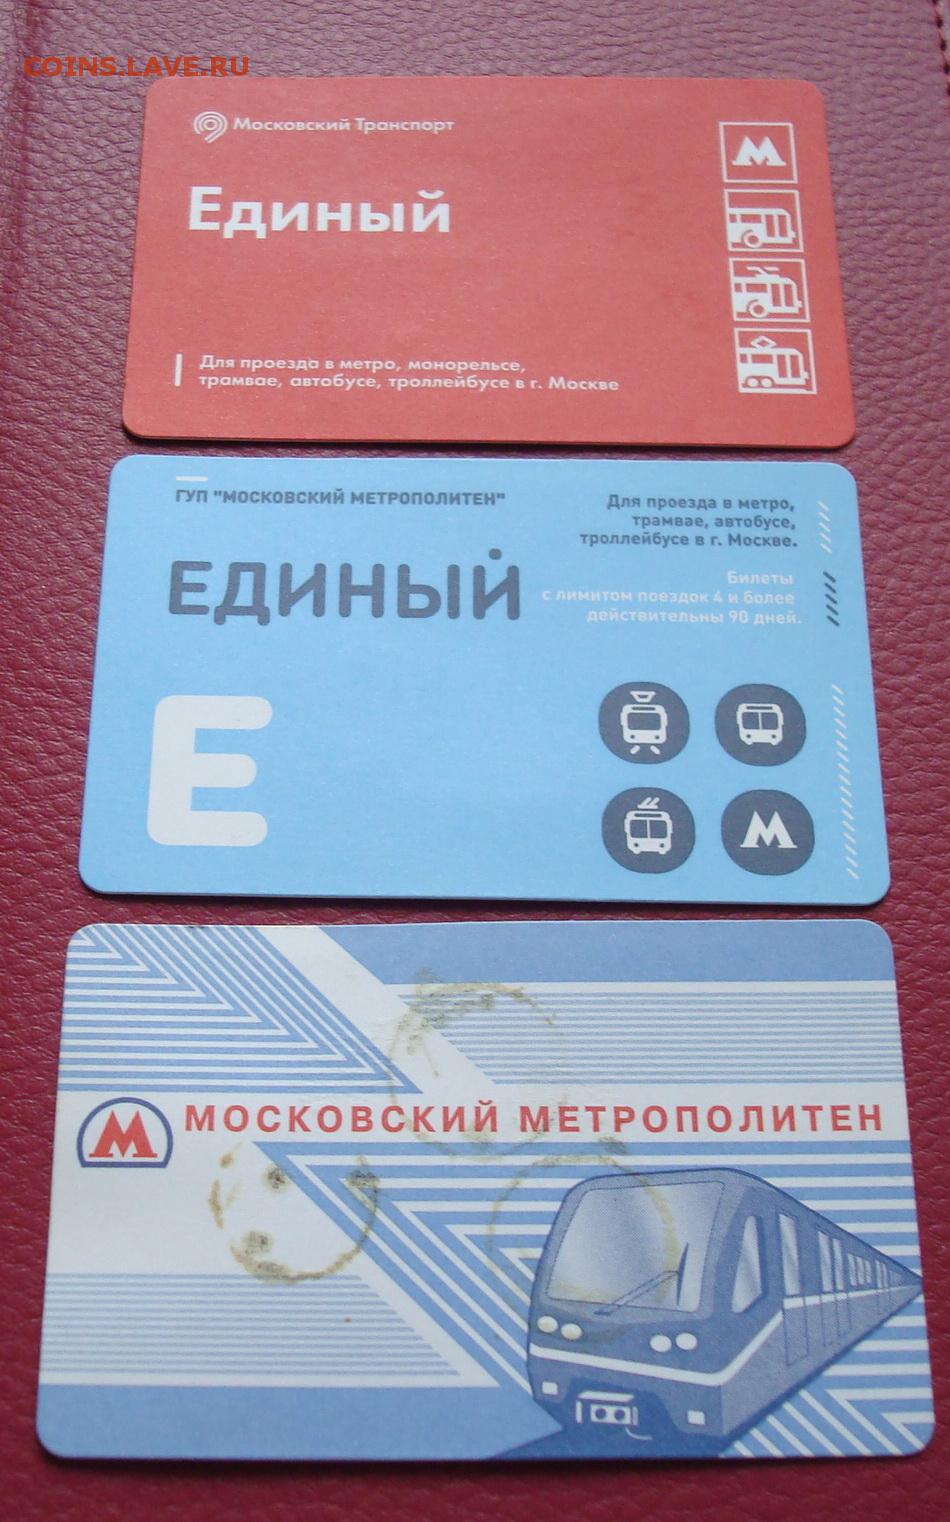 COINS.LAVE.RU
Московский Транспорт
Единый
Для проезда в метро, монорельсе,
трамвае, автобусе, троллейбусе в г. Москве
М
ГУП "МОСКОВСКИЙ МЕТРОПОЛИТЕН"
ЕДИНЫЙ
Для проезда в метро,
трамвае, автобусе,
троллейбусе в г. Москве.
Билеты
с лимитом поездок 4 и более
действительны 90 дней.
Е
М
М
МОСКОВСКИЙ МЕТРОПОЛИТЕН